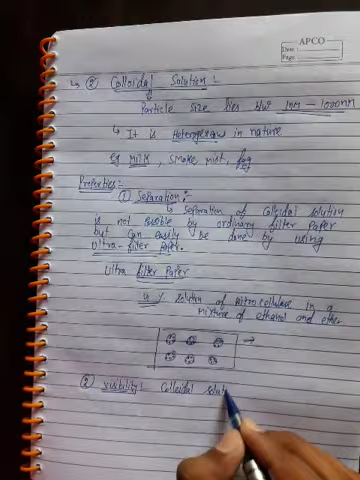 APCO
Date :
Page :
↳ ② Colloidal Solution :
Particle size lies b/w 1nm – 1000nm
↳ It is Heterogeneous in nature
Eg Milk, smoke mist, fog
Properties:
① Separation:
↳ Separation of Colloidal solution
is not possible by ordinary filter Paper
but can easily be done by using
Ultra-filter Paper.
Ultra filter Paper
% solution of Nitrocellulose in a
mixture of ethanol and ether
② Visibility: Colloidal solut